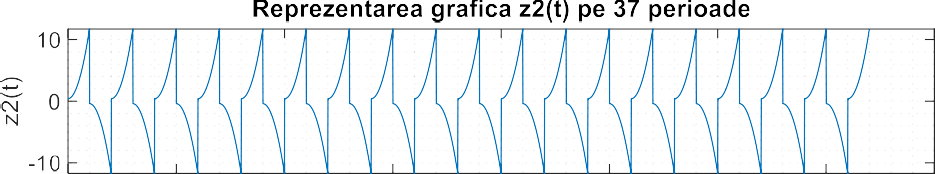 Reprezentarea grafica z2(t) pe 37 perioade
10
0
-10
z2(t)